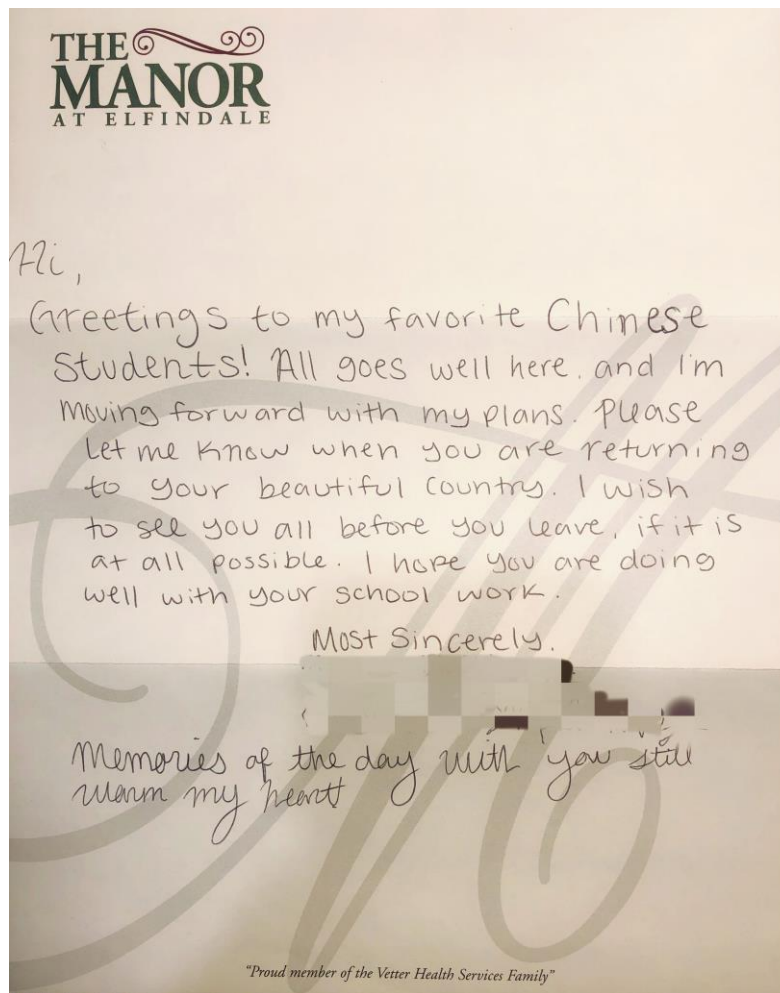 THE
MANOR
AT ELFINDALE
Hi,
Greetings to my favorite Chinese
Students! All goes well here. and I'm
moving forward with my plans. Please
Let me know when you are returning
to your beautiful country. I wish
to see you all before you leave, if it is
at all possible. I hope you are doing
well with your school work.
Most Sincerely.
Memories of the day with you still
warm my heart
"Proud member of the Vetter Health Services Family"